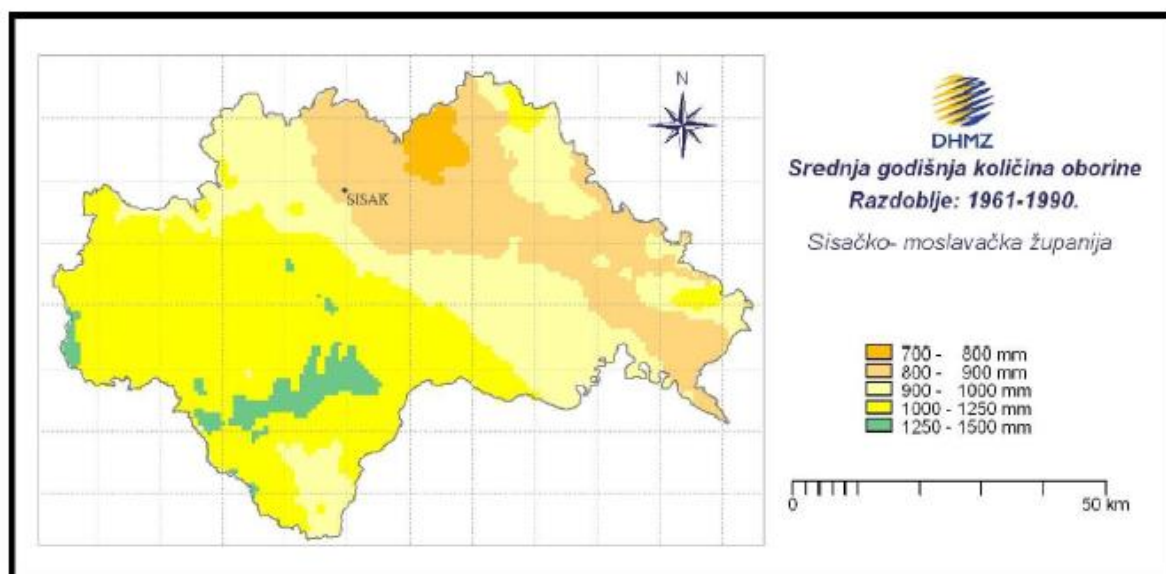 N
SISAK
DHMZ
Srednja godišnja količina oborine
Razdoblje: 1961-1990.
Sisačko- moslavačka županija
700 - 800 mm
800 - 900 mm
900 - 1000 mm
1000 - 1250 mm
1250 - 1500 mm
0 50 km